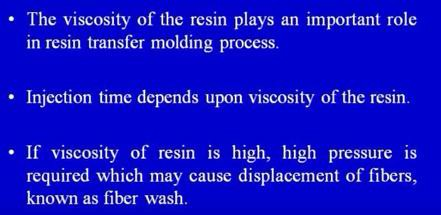 • The viscosity of the resin plays an important role
in resin transfer molding process.
• Injection time depends upon viscosity of the resin.
• If viscosity of resin is high, high pressure is
required which may cause displacement of fibers,
known as fiber wash.